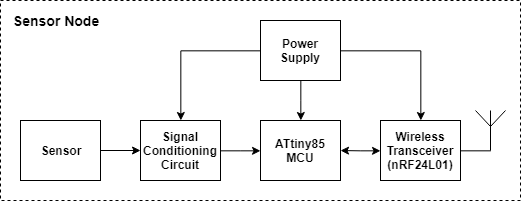 Sensor Node
Power
Supply
Sensor
Signal
Conditioning
Circuit
ATtiny85
MCU
Wireless
Transceiver
(nRF24L01)